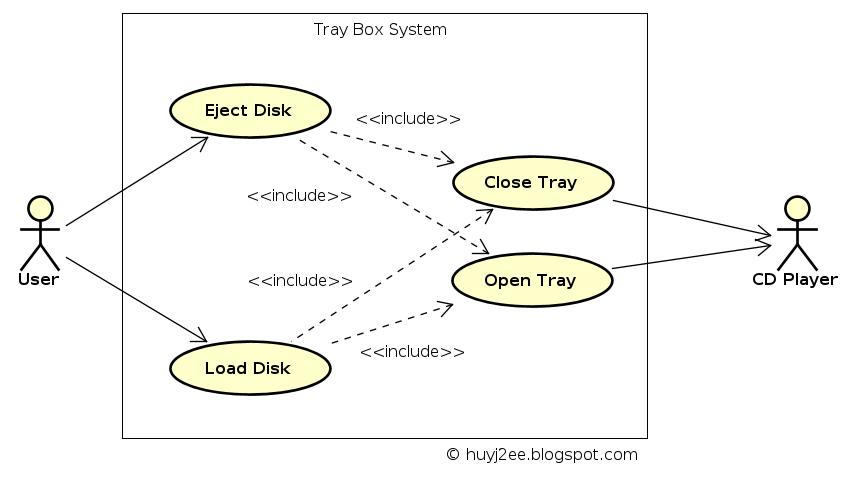 Tray Box System
Eject Disk
<<include>>
Close Tray
<<include>>
User
CD Player
<<include>>
Open Tray
<<include>>
Load Disk
© huyj2ee.blogspot.com